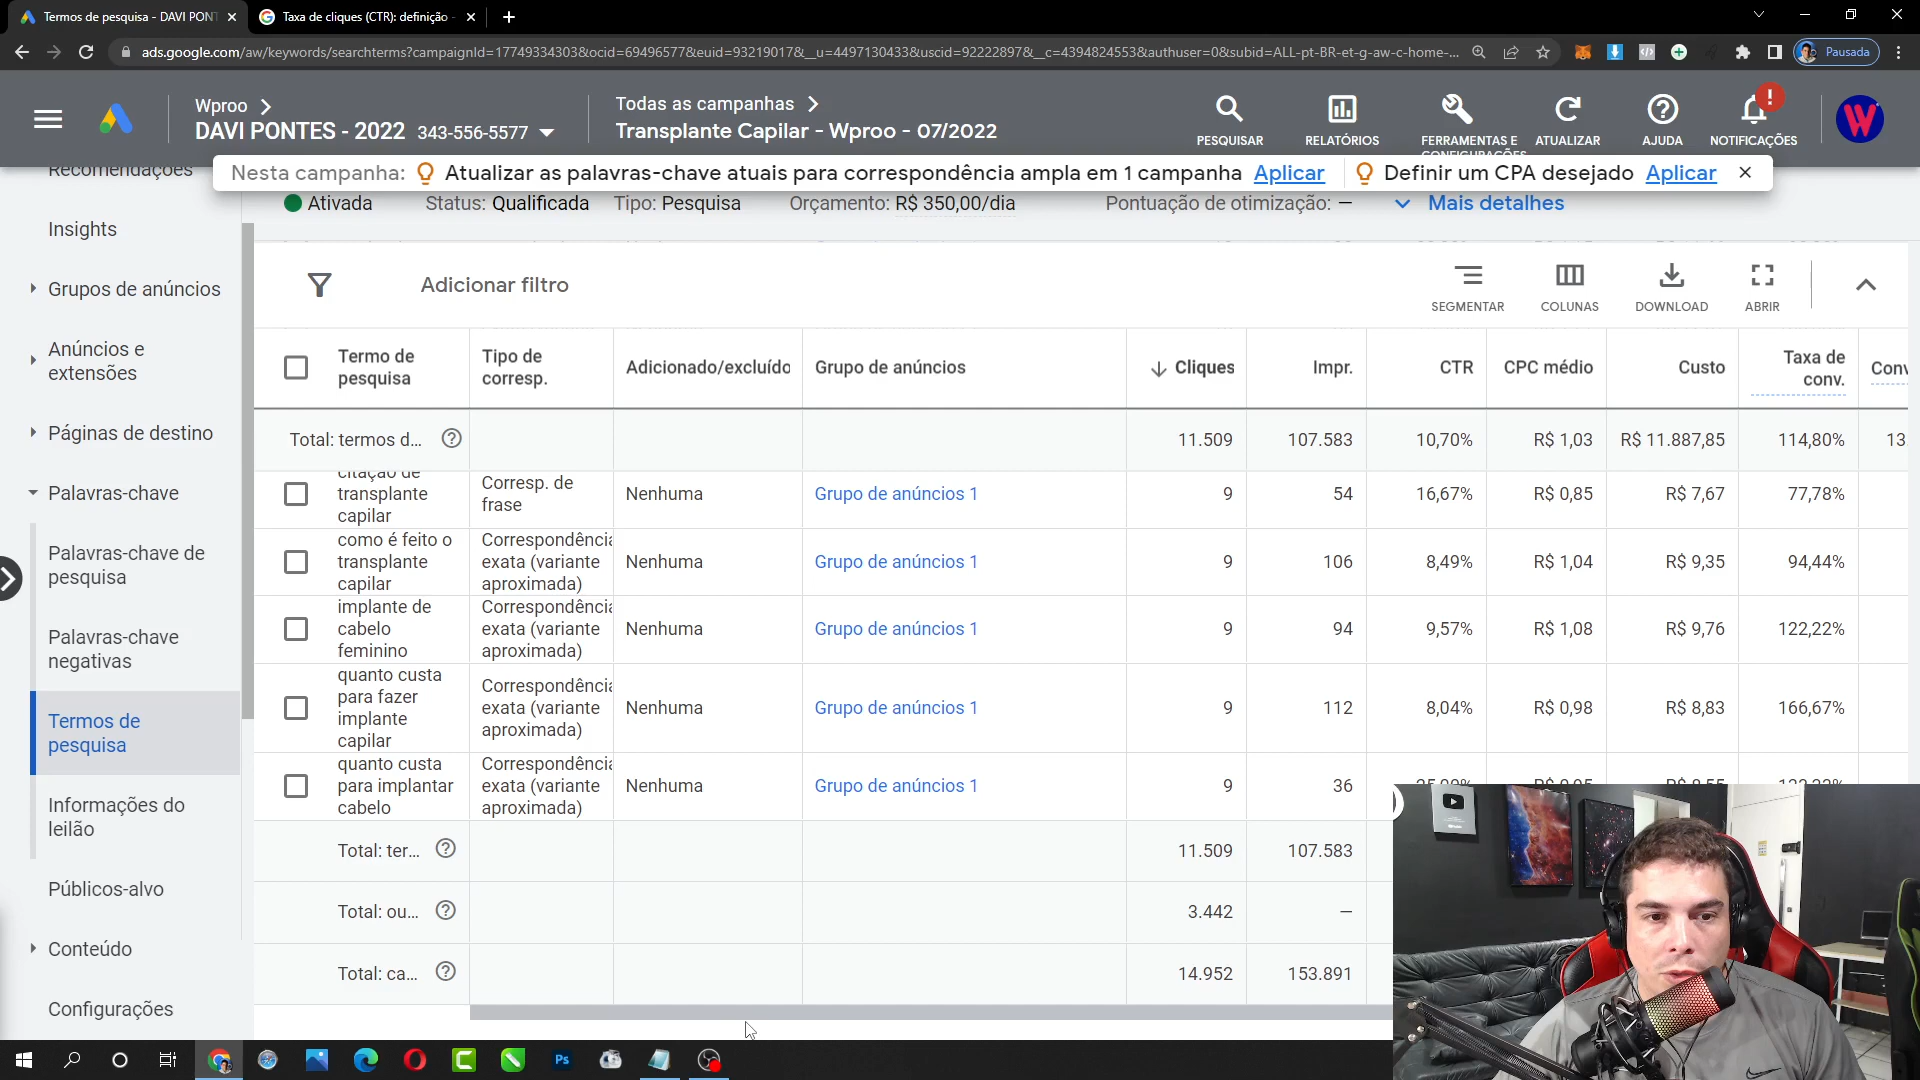 Termos de pesquisa - DAVI PONT
Taxa de cliques (CTR): definição -
ads.google.com/aw/keywords/searchterms?campaignId=17749334303&ocid=69496577&euid=93219017&__u=4497130433&uscid=92222897&__c=4394824553&authuser=0&subid=ALL-pt-BR-et-g-aw-c-home-...
Pausada
Wproo
DAVI PONTES - 2022 343-556-5577
Todas as campanhas
Transplante Capilar - Wproo - 07/2022
PESQUISAR
RELATÓRIOS
FERRAMENTAS E CONFIGURAÇÕES
ATUALIZAR
AJUDA
NOTIFICAÇÕES
Nesta campanha: Atualizar as palavras-chave atuais para correspondência ampla em 1 campanha Aplicar Definir um CPA desejado Aplicar
Ativada Status: Qualificada Tipo: Pesquisa Orçamento: R$ 350,00/dia Pontuação de otimização: — Mais detalhes
Recomendações
Insights
Grupos de anúncios
Anúncios e
extensões
Páginas de destino
Palavras-chave
Palavras-chave de
pesquisa
Palavras-chave
negativas
Termos de
pesquisa
Informações do
leilão
Públicos-alvo
Conteúdo
Configurações
Adicionar filtro
SEGMENTAR
COLUNAS
DOWNLOAD
ABRIR
Termo de
pesquisa
Tipo de
corresp.
Adicionado/excluído
Grupo de anúncios
Cliques
Impr.
CTR
CPC médio
Custo
Taxa de
conv.
Conv
Total: termos d... 11.509 107.583 10,70% R$ 1,03 R$ 11.887,85 114,80% 13.
citação de
transplante
capilar
Corresp. de
frase
Nenhuma Grupo de anúncios 1 9 54 16,67% R$ 0,85 R$ 7,67 77,78%
como é feito o
transplante
capilar
Correspondência
exata (variante
aproximada)
Nenhuma Grupo de anúncios 1 9 106 8,49% R$ 1,04 R$ 9,35 94,44%
implante de
cabelo
feminino
Correspondência
exata (variante
aproximada)
Nenhuma Grupo de anúncios 1 9 94 9,57% R$ 1,08 R$ 9,76 122,22%
quanto custa
para fazer
implante
capilar
Correspondência
exata (variante
aproximada)
Nenhuma Grupo de anúncios 1 9 112 8,04% R$ 0,98 R$ 8,83 166,67%
quanto custa
para implantar
cabelo
Correspondência
exata (variante
aproximada)
Nenhuma Grupo de anúncios 1 9 36
Total: ter... 11.509 107.583
Total: ou... 3.442 —
Total: ca... 14.952 153.891
Ps